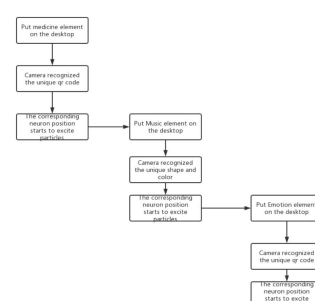 Put medicine element
on the desktop
Camera recognized
the unique qr code
The corresponding
neuron position
starts to excite
particles
Put Music element on
the desktop
Camera recognized
the unique shape and
color
The corresponding
neuron position
starts to excite
particles
Put Emotion element
on the desktop
Camera recognized
the unique qr code
The corresponding
neuron position
starts to excite